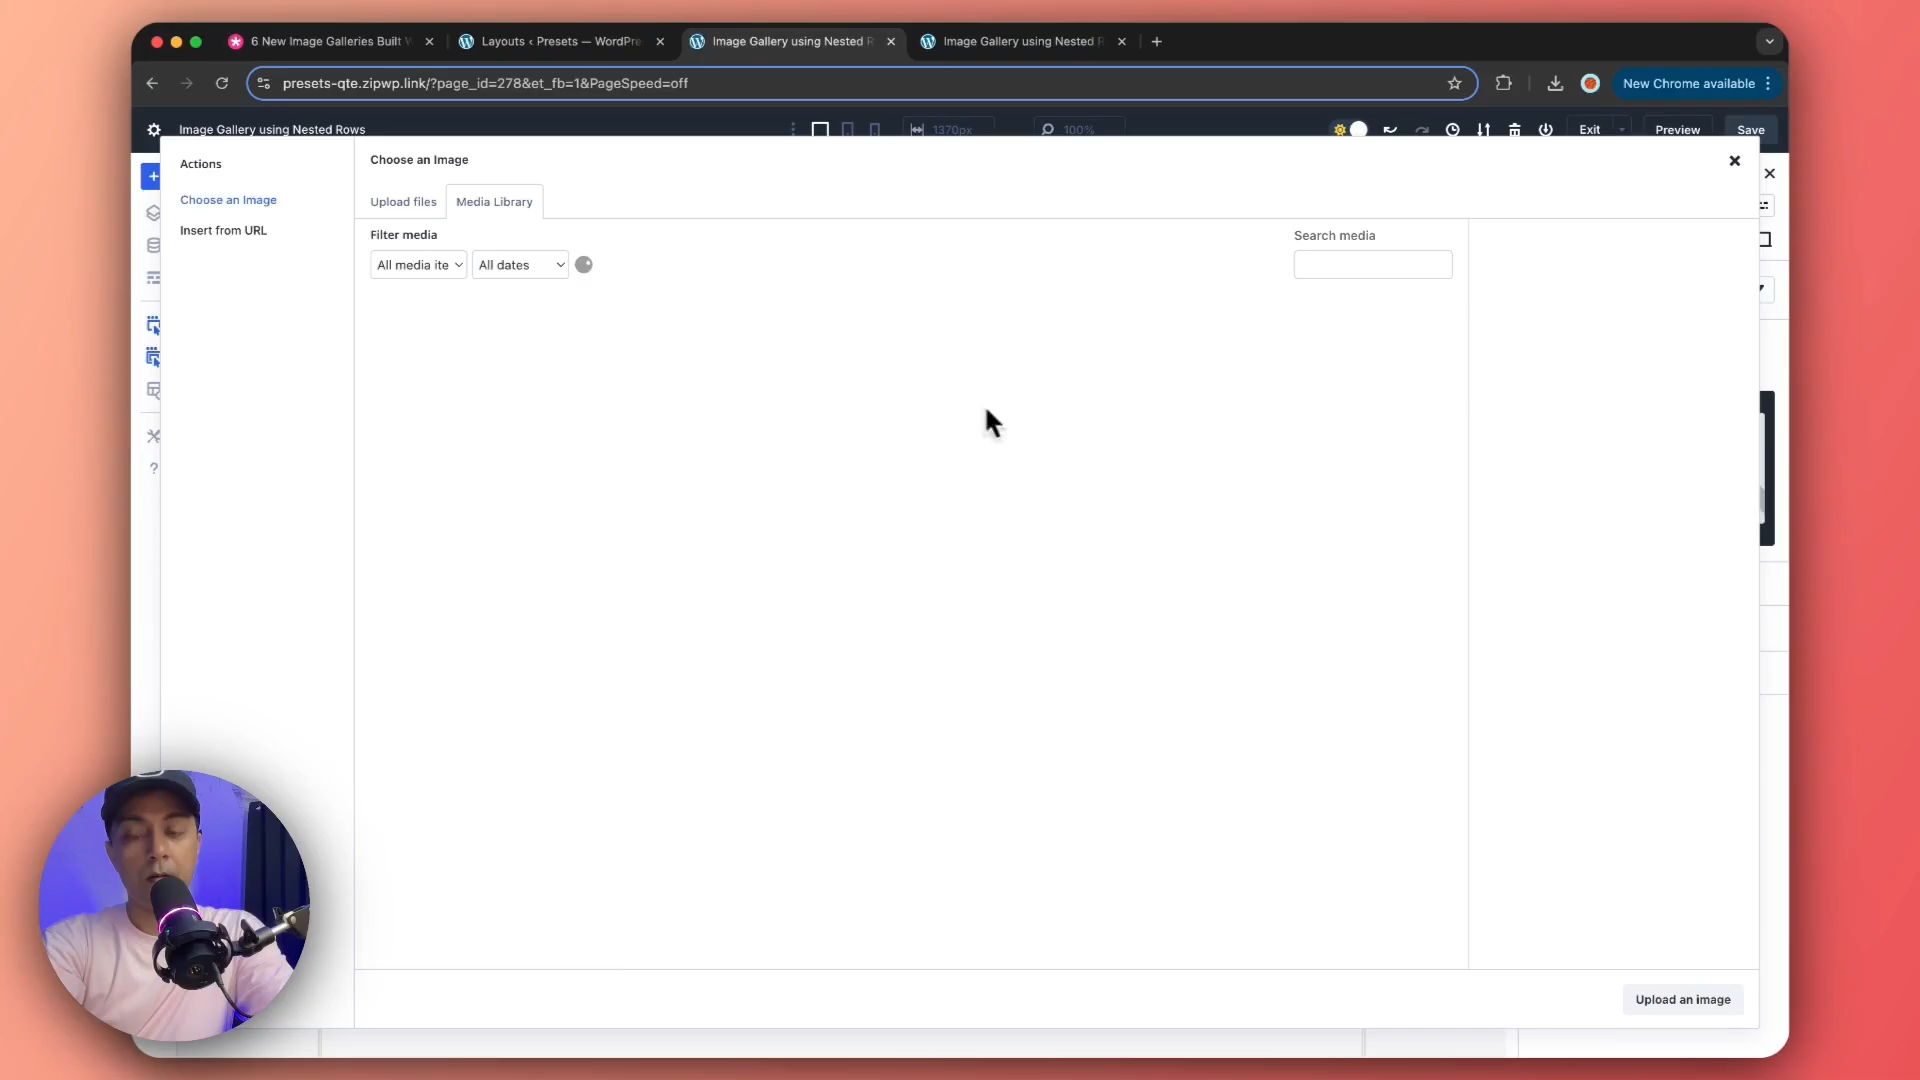 6 New Image Galleries Built W
Layouts ‹ Presets — WordPre
Image Gallery using Nested R
Image Gallery using Nested R
presets-qte.zipwp.link/?page_id=278&et_fb=1&PageSpeed=off
New Chrome available
Image Gallery using Nested Rows
1370px
100%
Exit
Preview
Save
Actions
Choose an Image
Insert from URL
Choose an Image
Upload files
Media Library
Filter media
All media ite
All dates
Search media
Upload an image